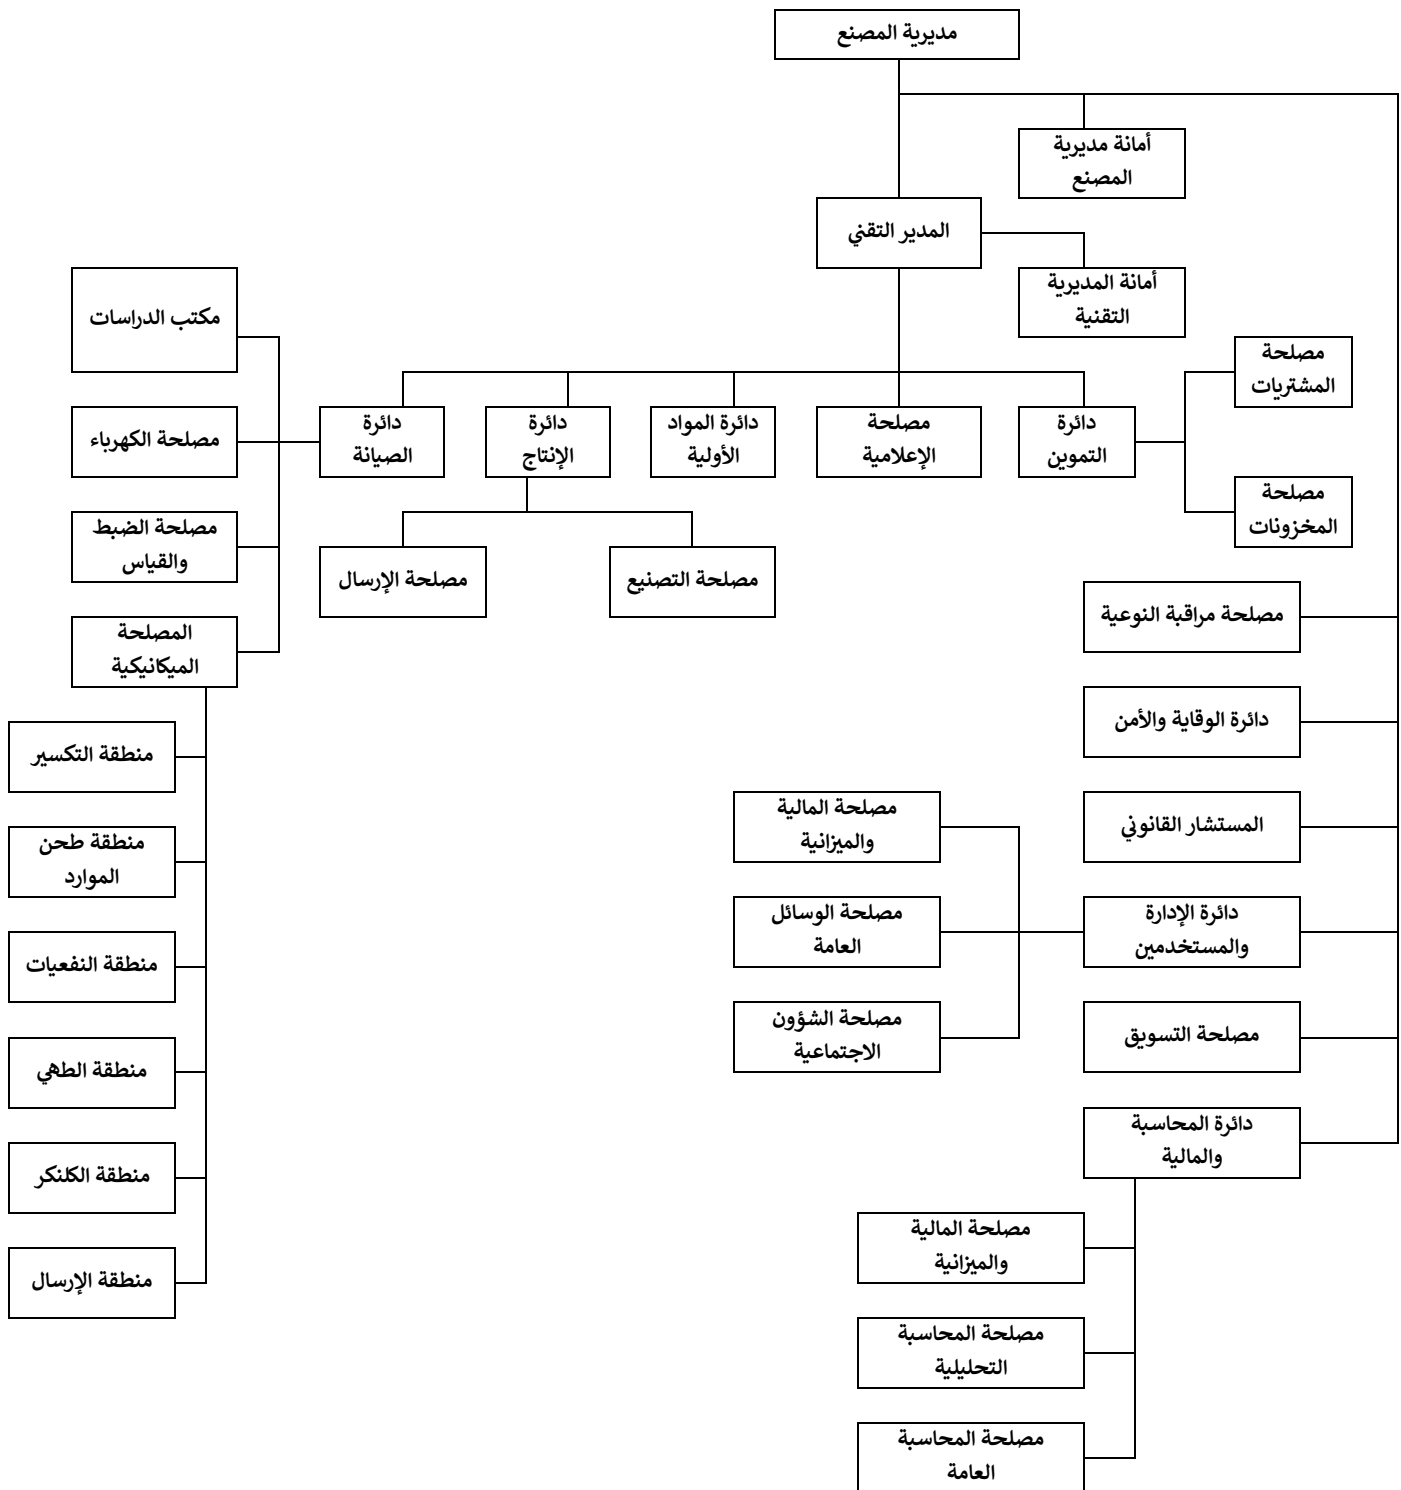 مديرية المصنع
أمانة مديرية
المصنع
المدير التقني
أمانة المديرية
التقنية
مكتب الدراسات
مصلحة
المشتريات
دائرة
التموين
مصلحة
الإعلامية
دائرة المواد
الأولية
دائرة
الإنتاج
دائرة
الصيانة
مصلحة الكهرباء
مصلحة
المخزونات
مصلحة الضبط
والقياس
مصلحة التصنيع
مصلحة الإرسال
مصلحة مراقبة النوعية
المصلحة
الميكانيكية
دائرة الوقاية والأمن
منطقة التكسير
المستشار القانوني
مصلحة المالية
والميزانية
منطقة طحن
الموارد
دائرة الإدارة
والمستخدمين
مصلحة الوسائل
العامة
منطقة النفعيات
مصلحة التسويق
مصلحة الشؤون
الاجتماعية
منطقة الطهي
دائرة المحاسبة
والمالية
منطقة الكلنكر
مصلحة المالية
والميزانية
منطقة الإرسال
مصلحة المحاسبة
التحليلية
مصلحة المحاسبة
العامة